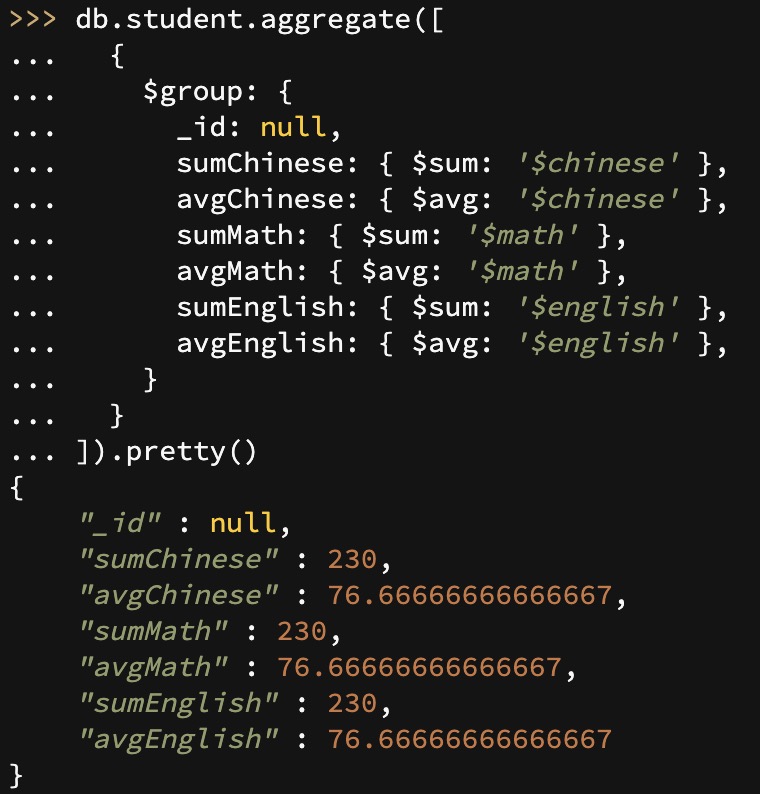 >>> db.student.aggregate([
...   {
...     $group: {
...       _id: null,
...       sumChinese: { $sum: '$chinese' },
...       avgChinese: { $avg: '$chinese' },
...       sumMath: { $sum: '$math' },
...       avgMath: { $avg: '$math' },
...       sumEnglish: { $sum: '$english' },
...       avgEnglish: { $avg: '$english' },
...     }
...   }
... ]).pretty()
{
    "_id" : null,
    "sumChinese" : 230,
    "avgChinese" : 76.66666666666667,
    "sumMath" : 230,
    "avgMath" : 76.66666666666667,
    "sumEnglish" : 230,
    "avgEnglish" : 76.66666666666667
}